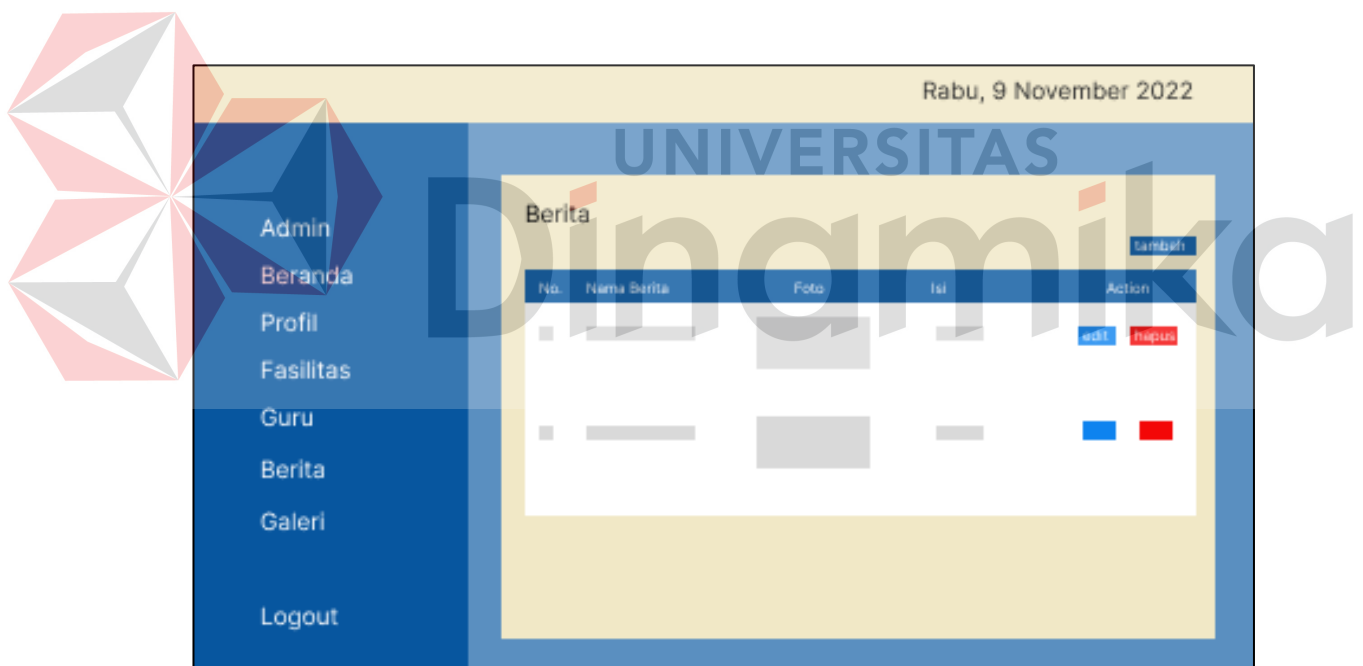 Rabu, 9 November 2022
UNIVERSITAS
Dinamika
Admin
Beranda
Profil
Fasilitas
Guru
Berita
Galeri
Logout
Berita
tambah
No. Nama Berita Foto Isi Action
edit hapus